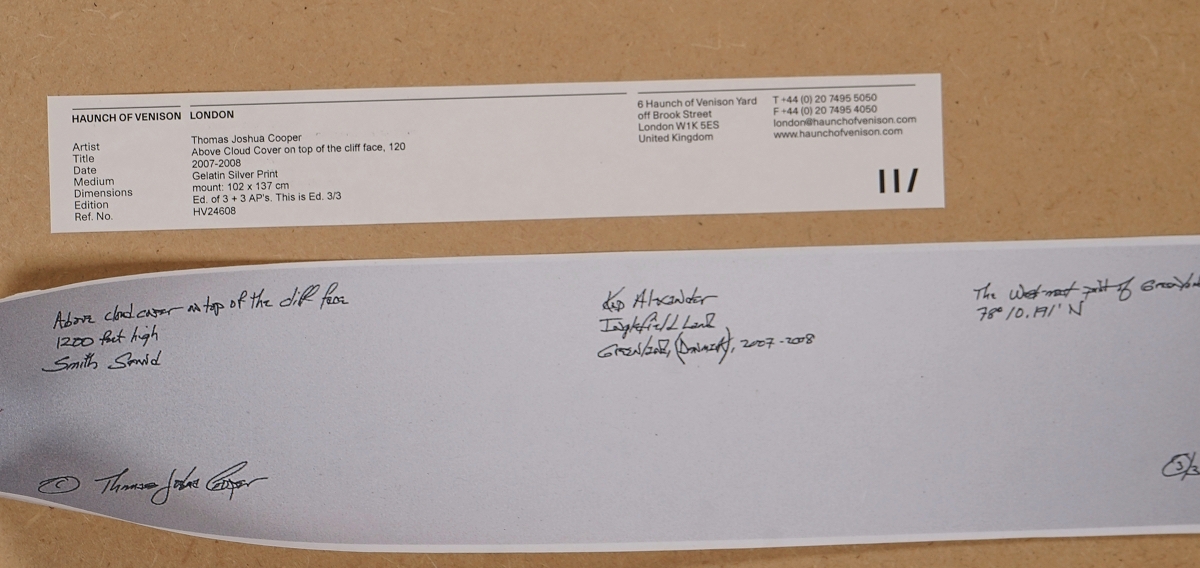 HAUNCH OF VENISON LONDON
Artist Thomas Joshua Cooper
Title Above Cloud Cover on top of the cliff face, 120
Date 2007-2008
Medium Gelatin Silver Print
Dimensions mount: 102 x 137 cm
Edition Ed. of 3 + 3 AP's. This is Ed. 3/3
Ref. No. HV24608
6 Haunch of Venison Yard
off Brook Street
London W1K 5ES
United Kingdom
T +44 (0) 20 7495 5050
F +44 (0) 20 7495 4050
london@haunchofvenison.com
www.haunchofvenison.com
Above cloud cover on top of the cliff face
1200 feet high
Smith Sound
Kap Alexander
Inglefield Land
Greenland, (Denmark), 2007-2008
The West most point of Greenland
78° 10.191' N
© Thomas Joshua Cooper
3/3